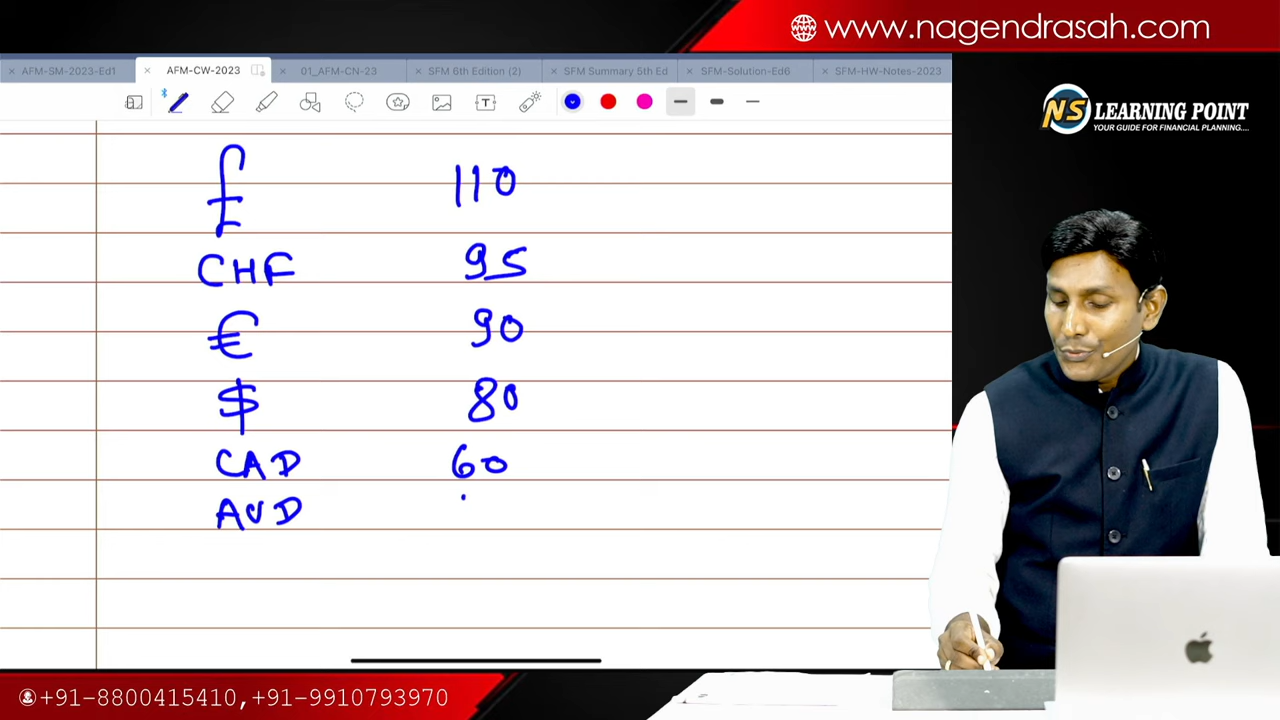 www.nagendrasah.com
AFM-SM-2023-Ed1
AFM-CW-2023
01_AFM-CN-23
SFM 6th Edition (2)
SFM Summary 5th Ed
SFM-Solution-Ed6
SFM-HW-Notes-2023
T
NS LEARNING POINT
YOUR GUIDE FOR FINANCIAL PLANNING....
£ 110
CHF 95
€ 90
$ 80
CAD 60
AUD
+91-8800415410,+91-9910793970